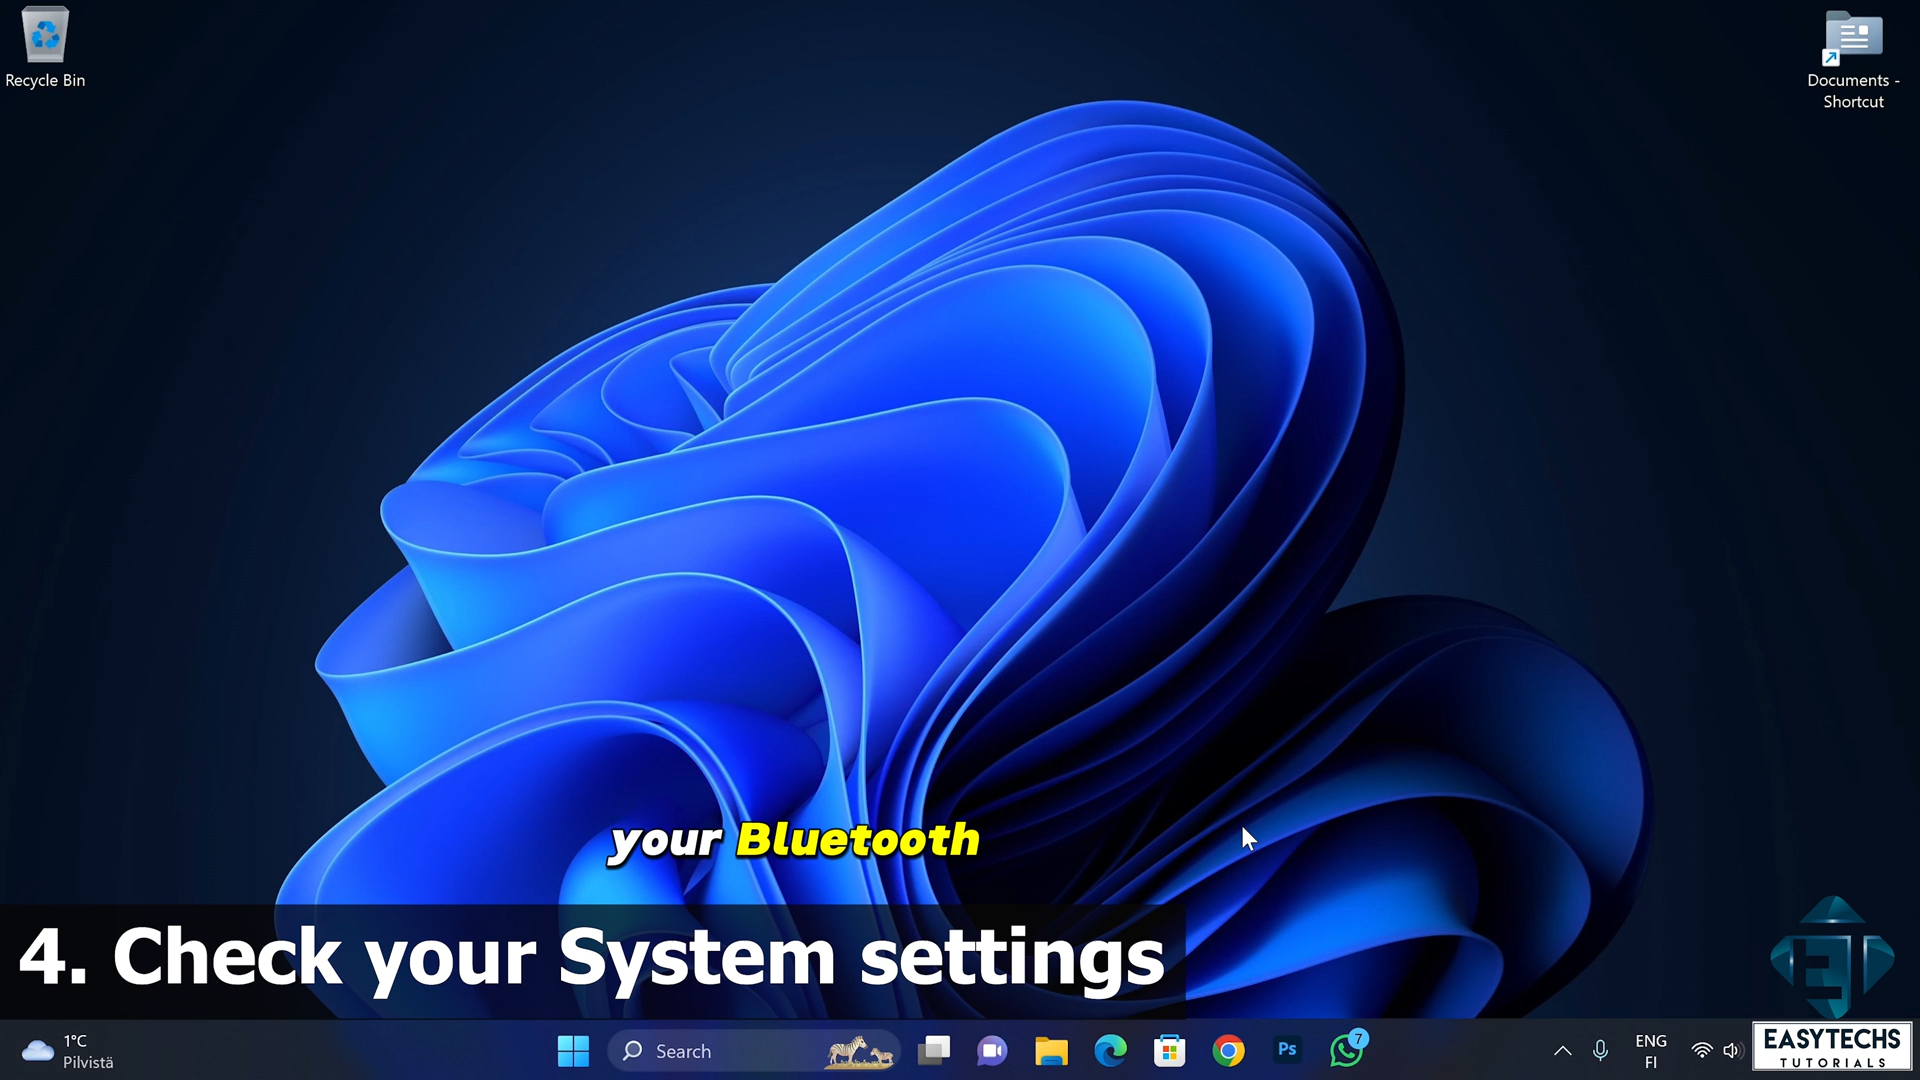 Recycle Bin
Documents -
Shortcut
your Bluetooth
4. Check your System settings
1°C
Pilvistä
Search
Ps
7
ENG
FI
EASYTECHS
TUTORIALS